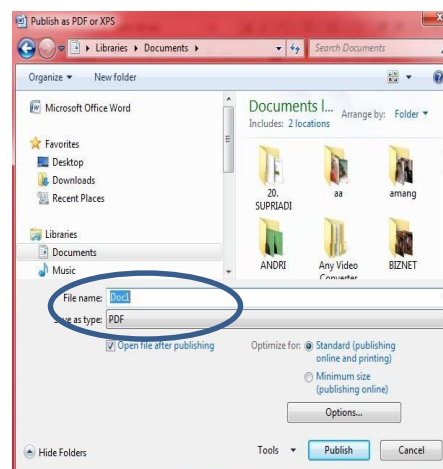 Publish as PDF or XPS
Libraries Documents
Search Documents
Organize New folder
Microsoft Office Word
Favorites
Desktop
Downloads
Recent Places
Libraries
Documents
Music
Documents l...
Includes: 2 locations
Arrange by: Folder
20. SUPRIADI
aa
amang
ANDRI
Any Video Converter
BIZNET
File name: Doc1
Save as type: PDF
Open file after publishing
Optimize for: Standard (publishing
online and printing)
Minimum size
(publishing online)
Options...
Hide Folders
Tools Publish Cancel